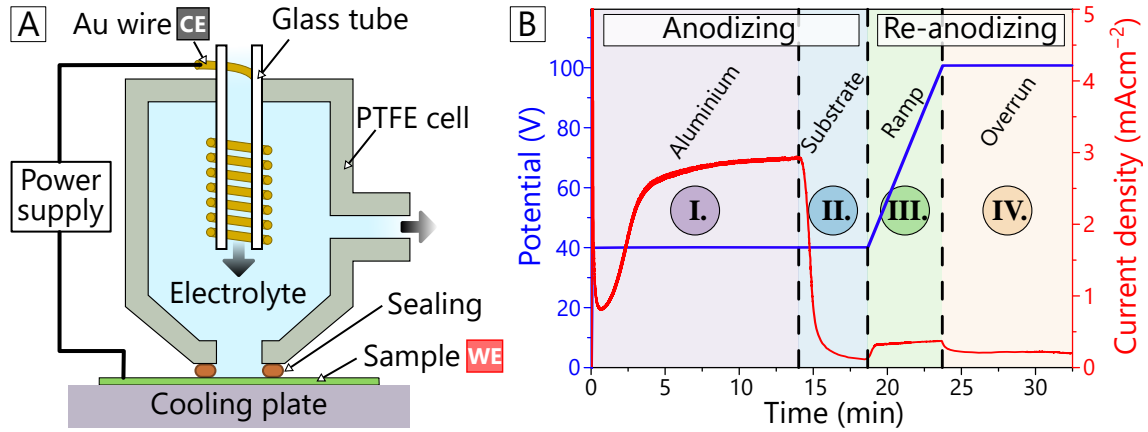 A
Au wire CE
Glass tube
PTFE cell
Power
supply
Electrolyte
Sealing
Sample WE
Cooling plate
B
Anodizing
Re-anodizing
Aluminium
Substrate
Ramp
Overrun
I.
II.
III.
IV.
Potential (V)
100
80
60
40
20
0
Current density (mAcm⁻²)
5
4
3
2
1
0
0
5
10
15
20
25
30
Time (min)